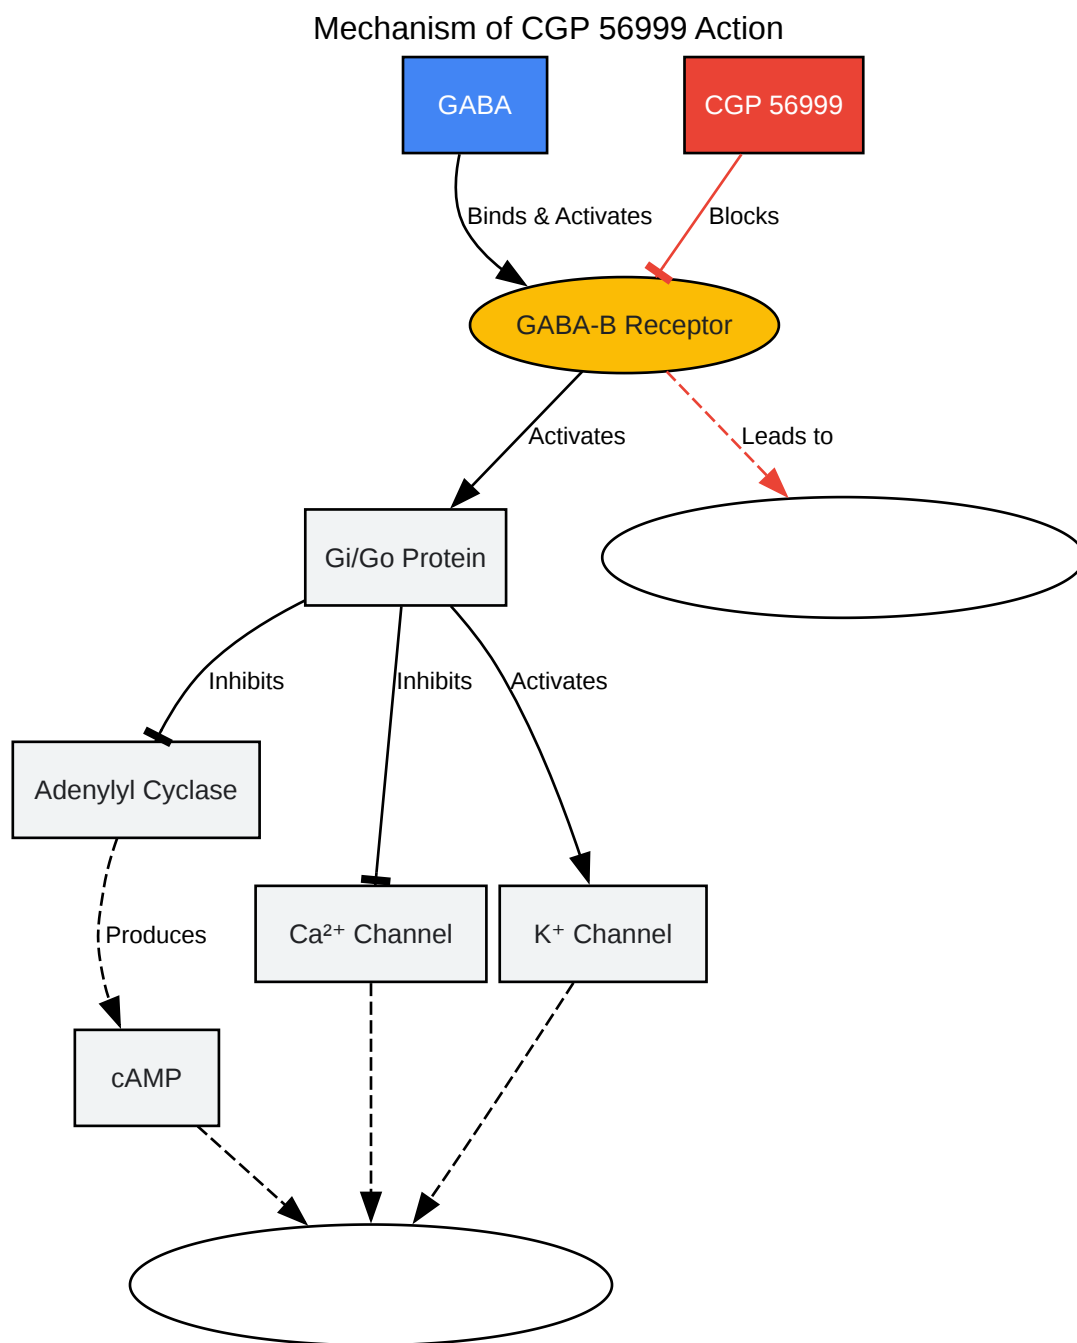 Mechanism of CGP 56999 Action
GABA
CGP 56999
Binds & Activates
Blocks
GABA-B Receptor
Activates
Leads to
Gi/Go Protein
Inhibits
Inhibits
Activates
Adenylyl Cyclase
Produces
Ca²⁺ Channel
K⁺ Channel
cAMP